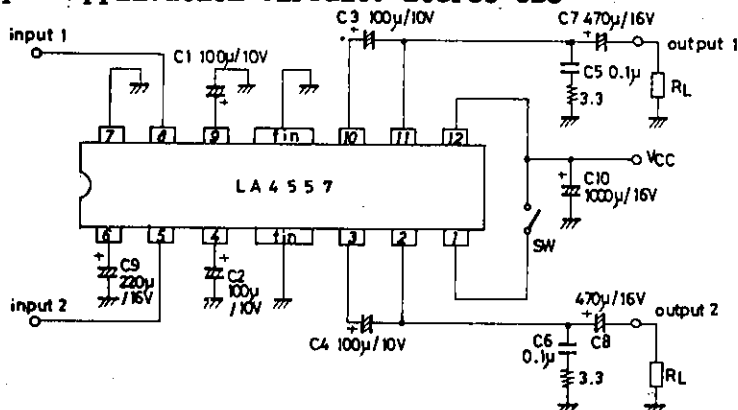 C3 100μ/10V
C7 470μ/16V
input 1
output 1
C1 100μ/10V
C5 0.1μ
RL
3.3
7 8 9 fin 10 11 12
VCC
LA4557
C10
1000μ/16V
SW
6 5 4 fin 3 2 1
C9
220μ
/16V
C2
100μ
/10V
input 2
470μ/16V
output 2
C4 100μ/10V
C6
0.1μ
C8
3.3
RL